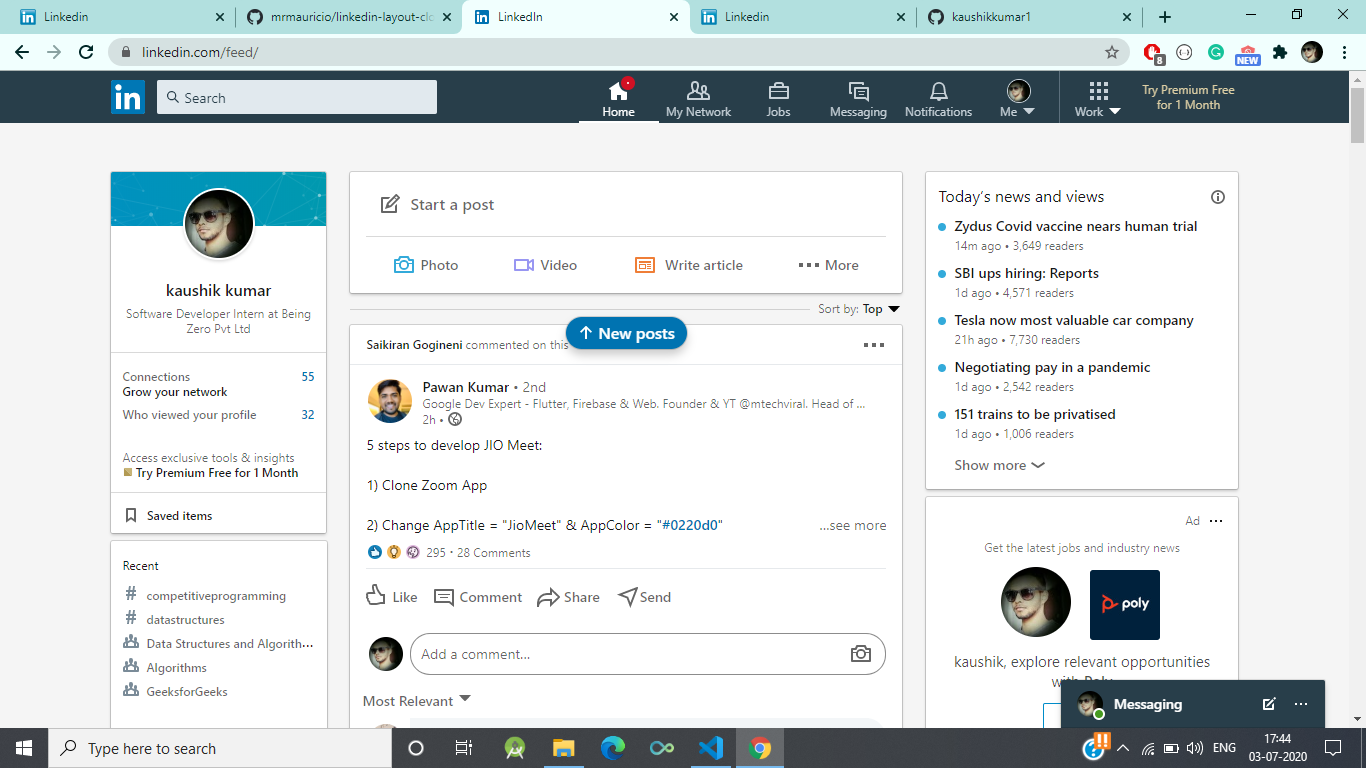 Linkedin
mrmauricio/linkedin-layout-clo
LinkedIn
Linkedin
kaushikkumar1
linkedin.com/feed/
8
NEW
in
Search
Home
My Network
Jobs
Messaging
Notifications
Me
Work
Try Premium Free
for 1 Month
kaushik kumar
Software Developer Intern at Being
Zero Pvt Ltd
Connections 55
Grow your network
Who viewed your profile 32
Access exclusive tools & insights
Try Premium Free for 1 Month
Saved items
Recent
# competitiveprogramming
# datastructures
Data Structures and Algorith...
Algorithms
GeeksforGeeks
Start a post
Photo
Video
Write article
More
Sort by: Top
New posts
Saikiran Gogineni commented on this
Pawan Kumar • 2nd
Google Dev Expert - Flutter, Firebase & Web. Founder & YT @mtechviral. Head of ...
2h •
5 steps to develop JIO Meet:
1) Clone Zoom App
2) Change AppTitle = "JioMeet" & AppColor = "#0220d0"
...see more
295 • 28 Comments
Like
Comment
Share
Send
Add a comment...
Most Relevant
Today's news and views
Zydus Covid vaccine nears human trial
14m ago • 3,649 readers
SBI ups hiring: Reports
1d ago • 4,571 readers
Tesla now most valuable car company
21h ago • 7,730 readers
Negotiating pay in a pandemic
1d ago • 2,542 readers
151 trains to be privatised
1d ago • 1,006 readers
Show more
Ad
Get the latest jobs and industry news
poly
kaushik, explore relevant opportunities
with Poly
Messaging
Type here to search
ENG
17:44
03-07-2020